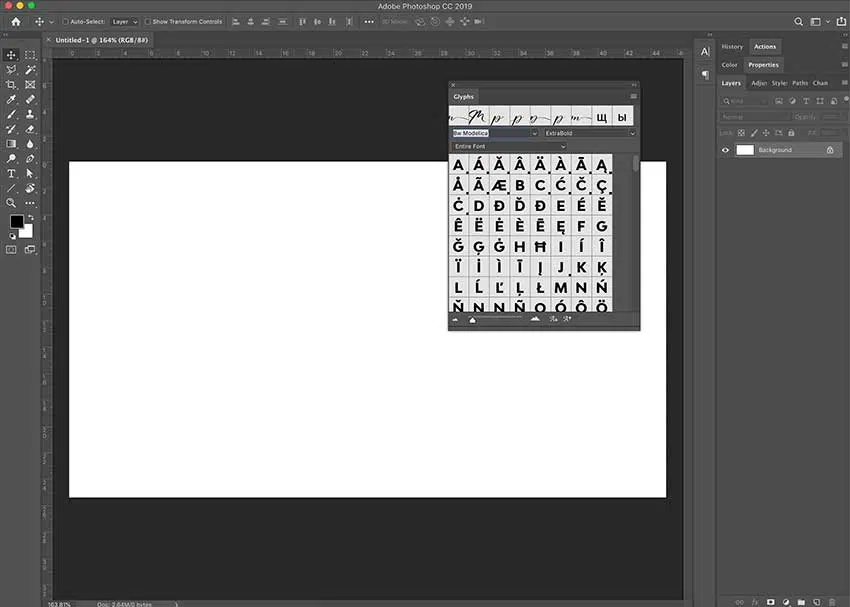 Adobe Photoshop CC 2019
Auto-Select: Layer Show Transform Controls
Untitled-1 @ 164% (RGB/8#)
History Actions
Color Properties
Layers Adju Style Paths Chan
Kind
Normal Opacity:
Lock: Fill:
Background
Glyphs
m p p p m щ ы
Bw Modelica ExtraBold
Entire Font
A Á Ă Â Ä À Ā Ą
Å Ã Æ B C Ć Č Ç
Ċ D Đ Ď Ð E É Ě
Ê Ë Ė È Ē Ę F G
Ğ Ģ Ġ H Ħ I Í Î
Ï İ Ì Ī Į J K Ķ
L Ĺ Ľ Ļ Ł M N Ń
Ň N N Ñ O Ó Ô Ö
163.81% Doc: 2.64M/0 bytes